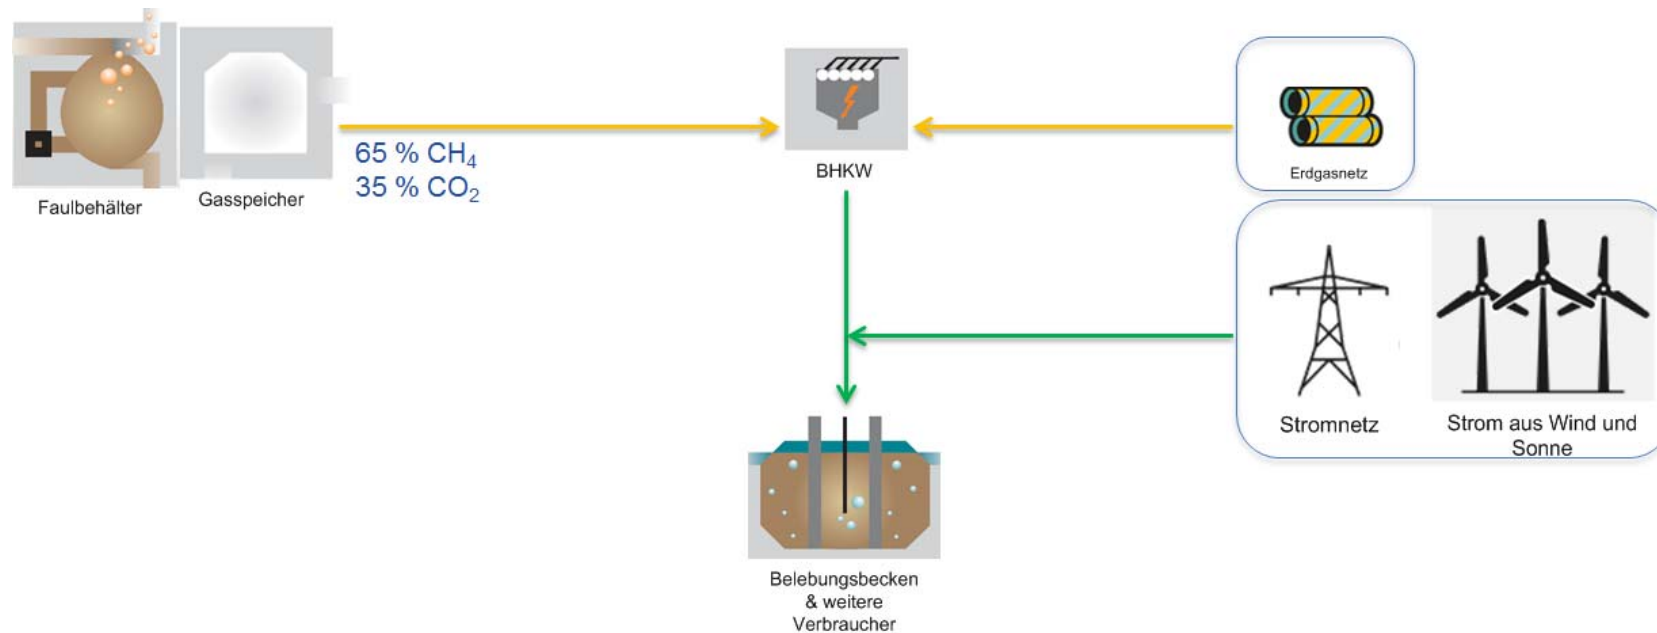 65 % CH₄
35 % CO₂
Faulbehälter
Gasspeicher
BHKW
Erdgasnetz
Stromnetz
Strom aus Wind und
Sonne
Belebungsbecken
& weitere
Verbraucher